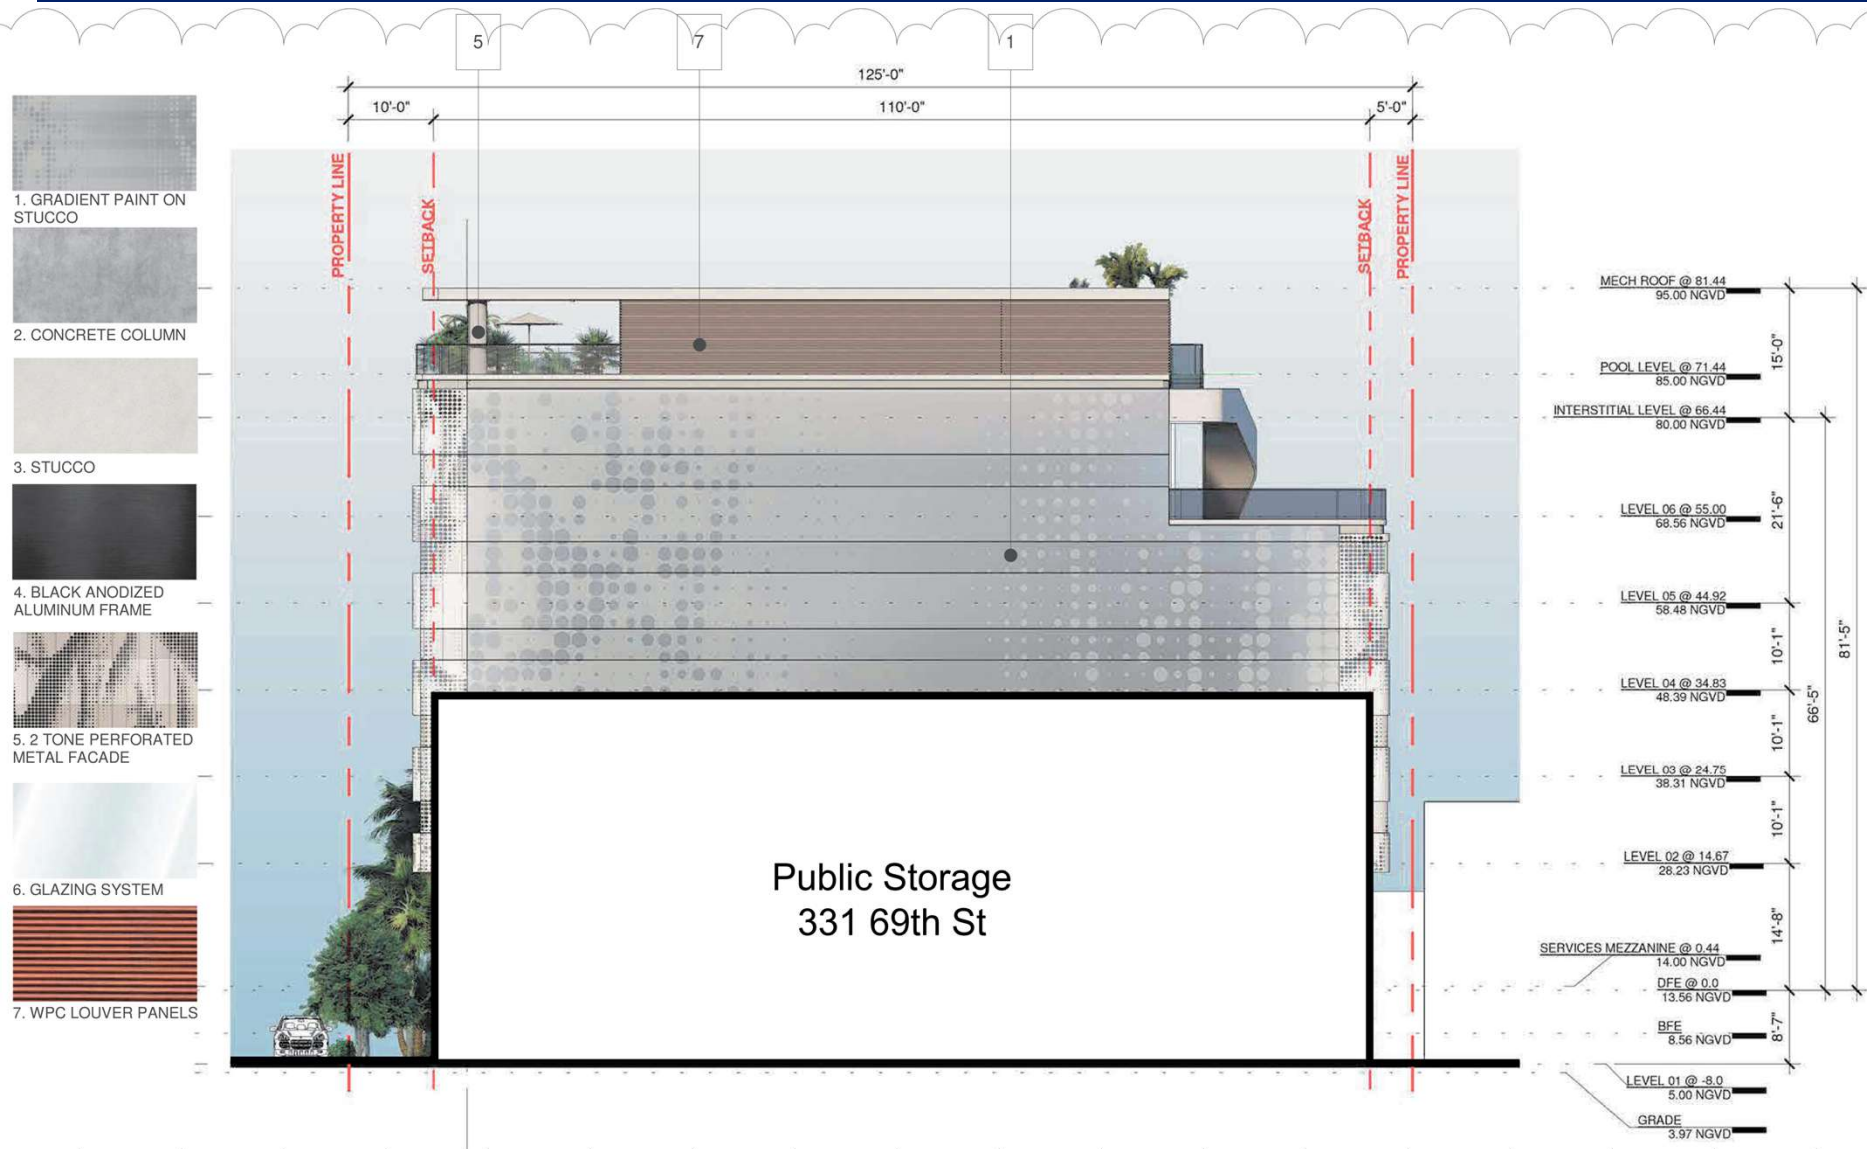 5
7
1
125'-0"
10'-0"
110'-0"
5'-0"
1. GRADIENT PAINT ON
STUCCO
2. CONCRETE COLUMN
3. STUCCO
4. BLACK ANODIZED
ALUMINUM FRAME
5. 2 TONE PERFORATED
METAL FACADE
6. GLAZING SYSTEM
7. WPC LOUVER PANELS
PROPERTY LINE
SETBACK
SETBACK
PROPERTY LINE
Public Storage
331 69th St
MECH ROOF @ 81.44
95.00 NGVD
POOL LEVEL @ 71.44
85.00 NGVD
INTERSTITIAL LEVEL @ 66.44
80.00 NGVD
LEVEL 06 @ 55.00
68.56 NGVD
LEVEL 05 @ 44.92
58.48 NGVD
LEVEL 04 @ 34.83
48.39 NGVD
LEVEL 03 @ 24.75
38.31 NGVD
LEVEL 02 @ 14.67
28.23 NGVD
SERVICES MEZZANINE @ 0.44
14.00 NGVD
DFE @ 0.0
13.56 NGVD
BFE
8.56 NGVD
LEVEL 01 @ -8.0
5.00 NGVD
GRADE
3.97 NGVD
15'-0"
21'-6"
10'-1"
10'-1"
10'-1"
14'-8"
8'-7"
66'-5"
81'-5"